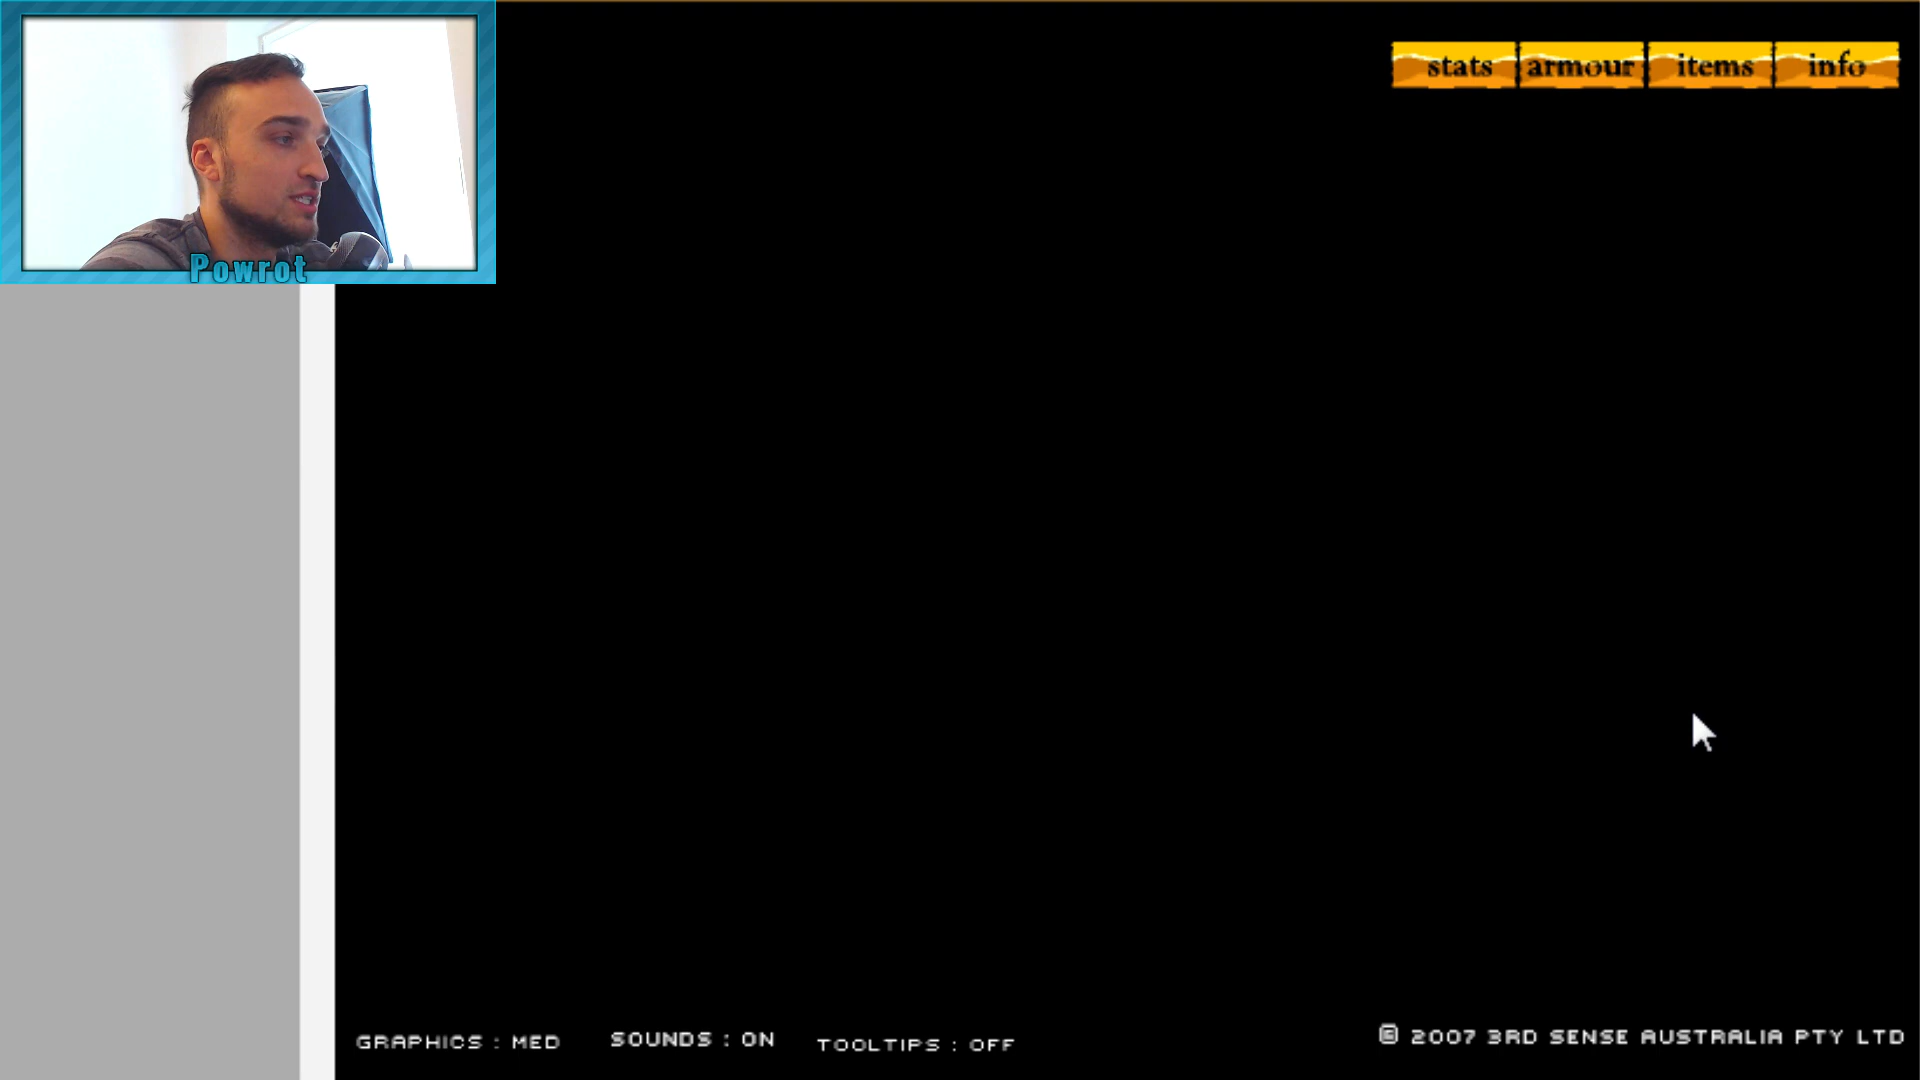 stats armour items info
Powrot
GRAPHICS : MED SOUNDS : ON TOOLTIPS : OFF © 2007 3RD SENSE AUSTRALIA PTY LTD